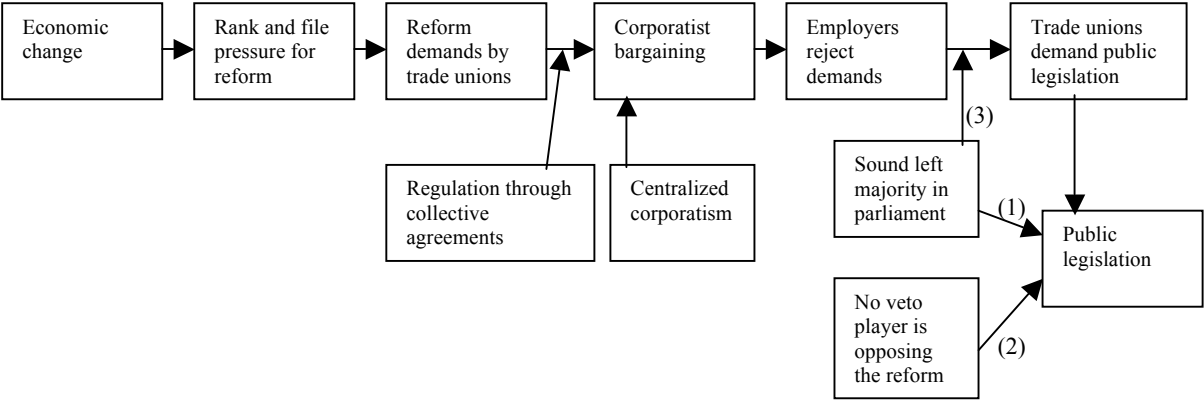 Economic
change
Rank and file
pressure for
reform
Reform
demands by
trade unions
Corporatist
bargaining
Employers
reject
demands
Trade unions
demand public
legislation
(3)
Regulation through
collective
agreements
Centralized
corporatism
Sound left
majority in
parliament
(1)
Public
legislation
No veto
player is
opposing
the reform
(2)